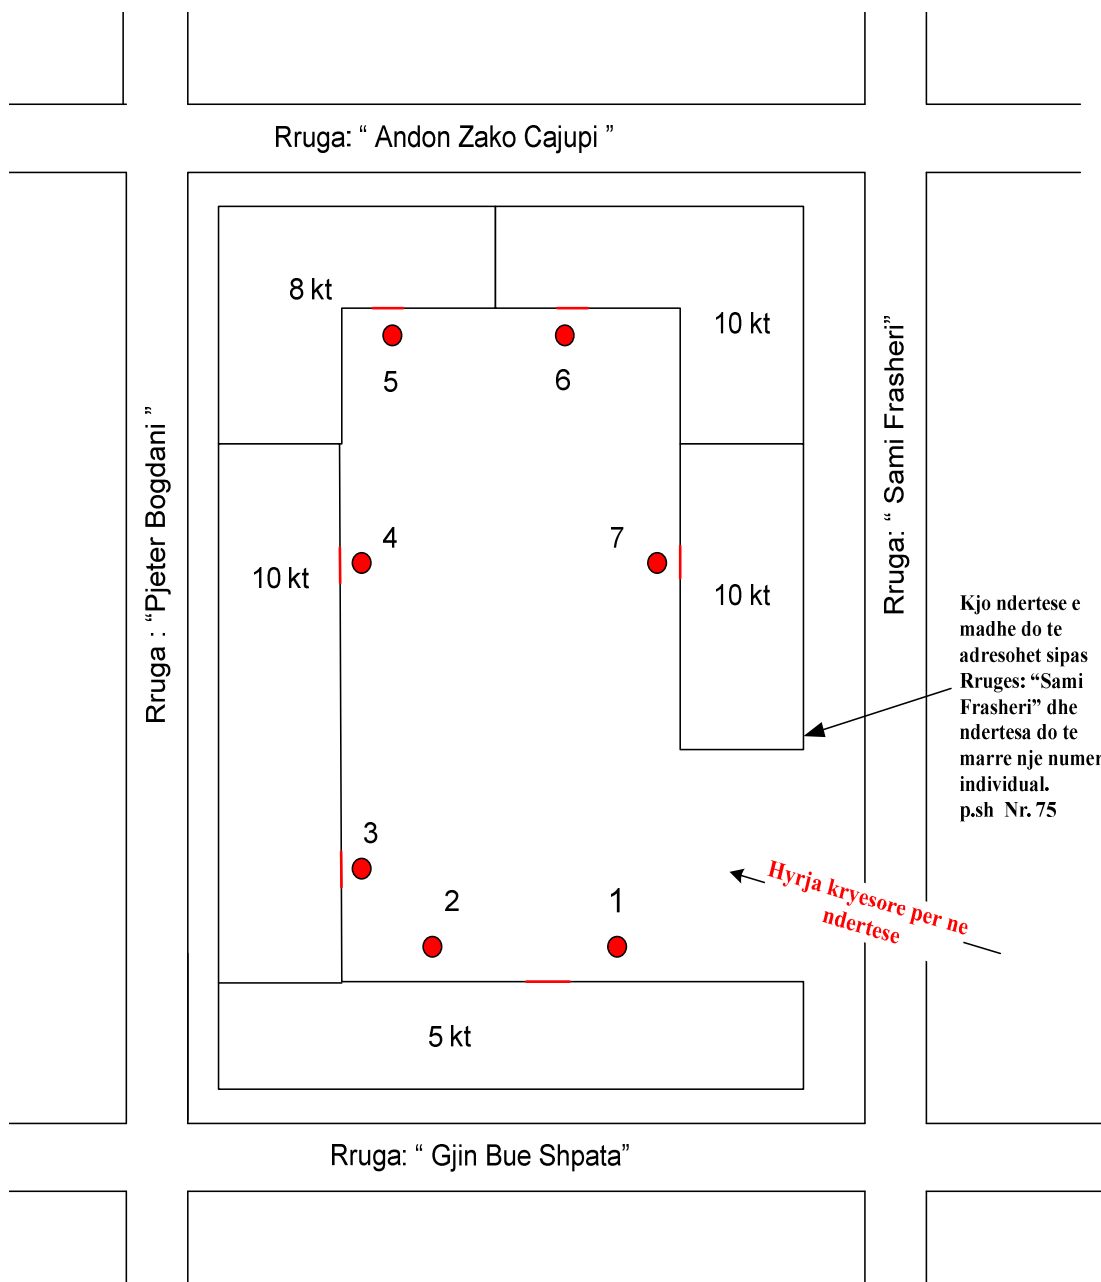 Rruga: “ Andon Zako Cajupi ”
8 kt
10 kt
5
6
Rruga : “Pjeter Bogdani ”
Rruga: “ Sami Frasheri”
4
7
10 kt
10 kt
Kjo ndertese e
madhe do te
adresohet sipas
Rruges: “Sami
Frasheri” dhe
ndertesa do te
marre nje numer
individual.
p.sh Nr. 75
3
2
1
Hyrja kryesore per ne
ndertese
5 kt
Rruga: “ Gjin Bue Shpata”